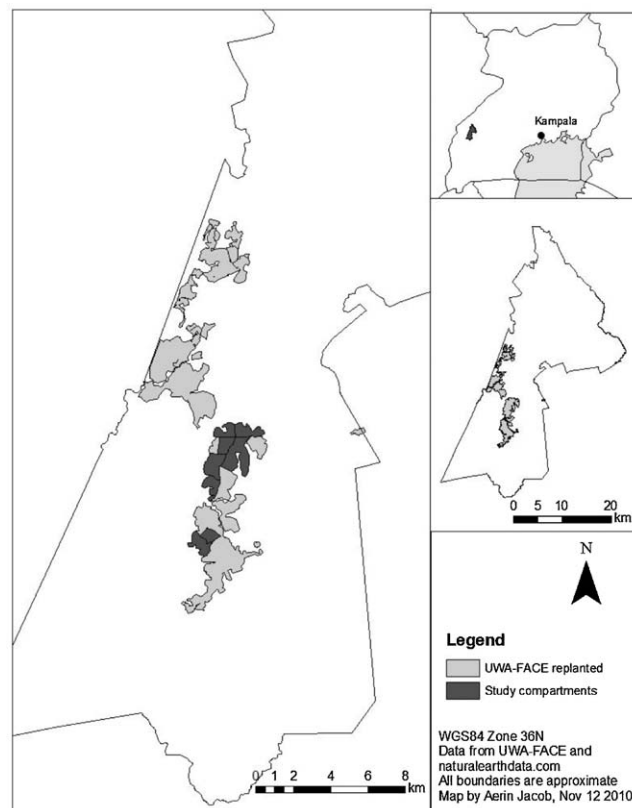 Kampala
0 5 10 20
km
N
Legend
UWA-FACE replanted
Study compartments
WGS84 Zone 36N
Data from UWA-FACE and
naturalearthdata.com
All boundaries are approximate
Map by Aerin Jacob, Nov 12 2010
0 1 2 4 6 8
km